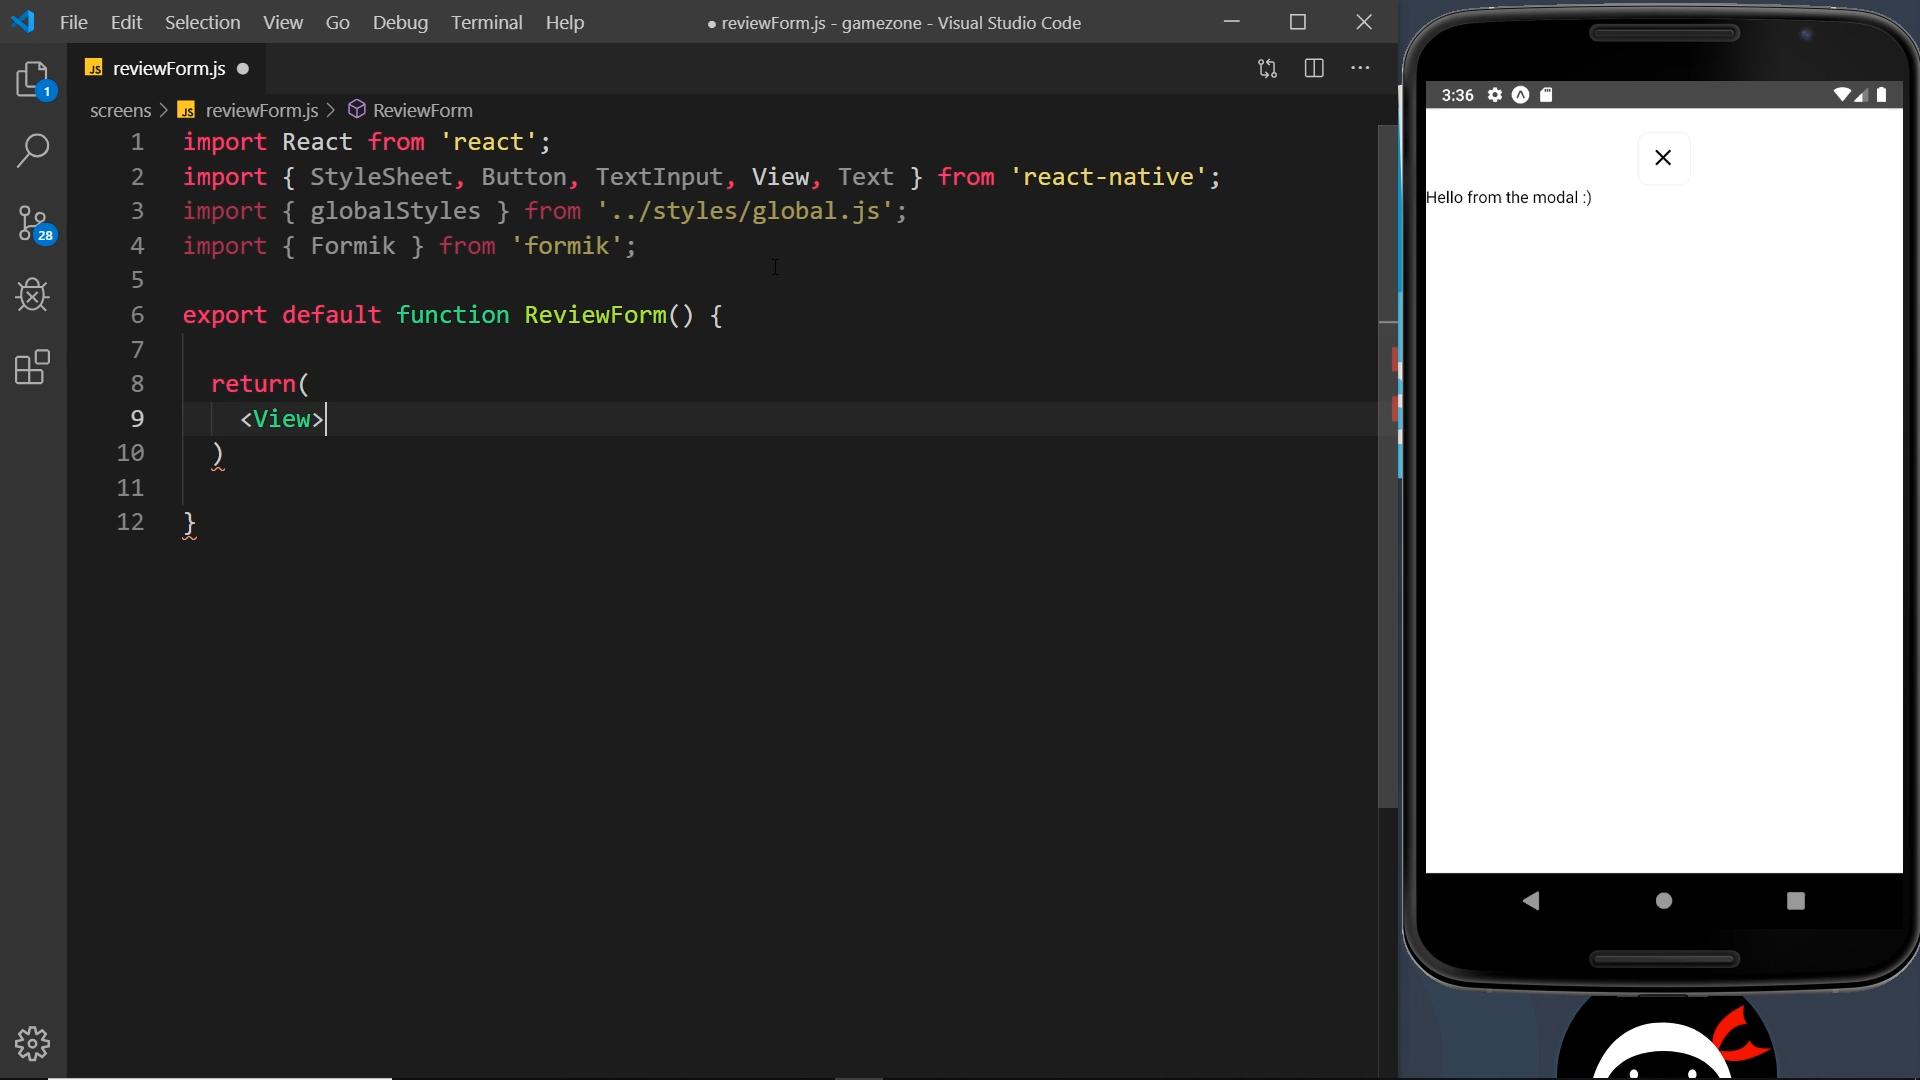 File Edit Selection View Go Debug Terminal Help
● reviewForm.js - gamezone - Visual Studio Code
JS reviewForm.js ●
screens > JS reviewForm.js > ReviewForm
1 import React from 'react';
2 import { StyleSheet, Button, TextInput, View, Text } from 'react-native';
3 import { globalStyles } from '../styles/global.js';
4 import { Formik } from 'formik';
5
6 export default function ReviewForm() {
7
8 return(
9 <View>
10 )
11
12 }
1
28
3:36
Hello from the modal :)